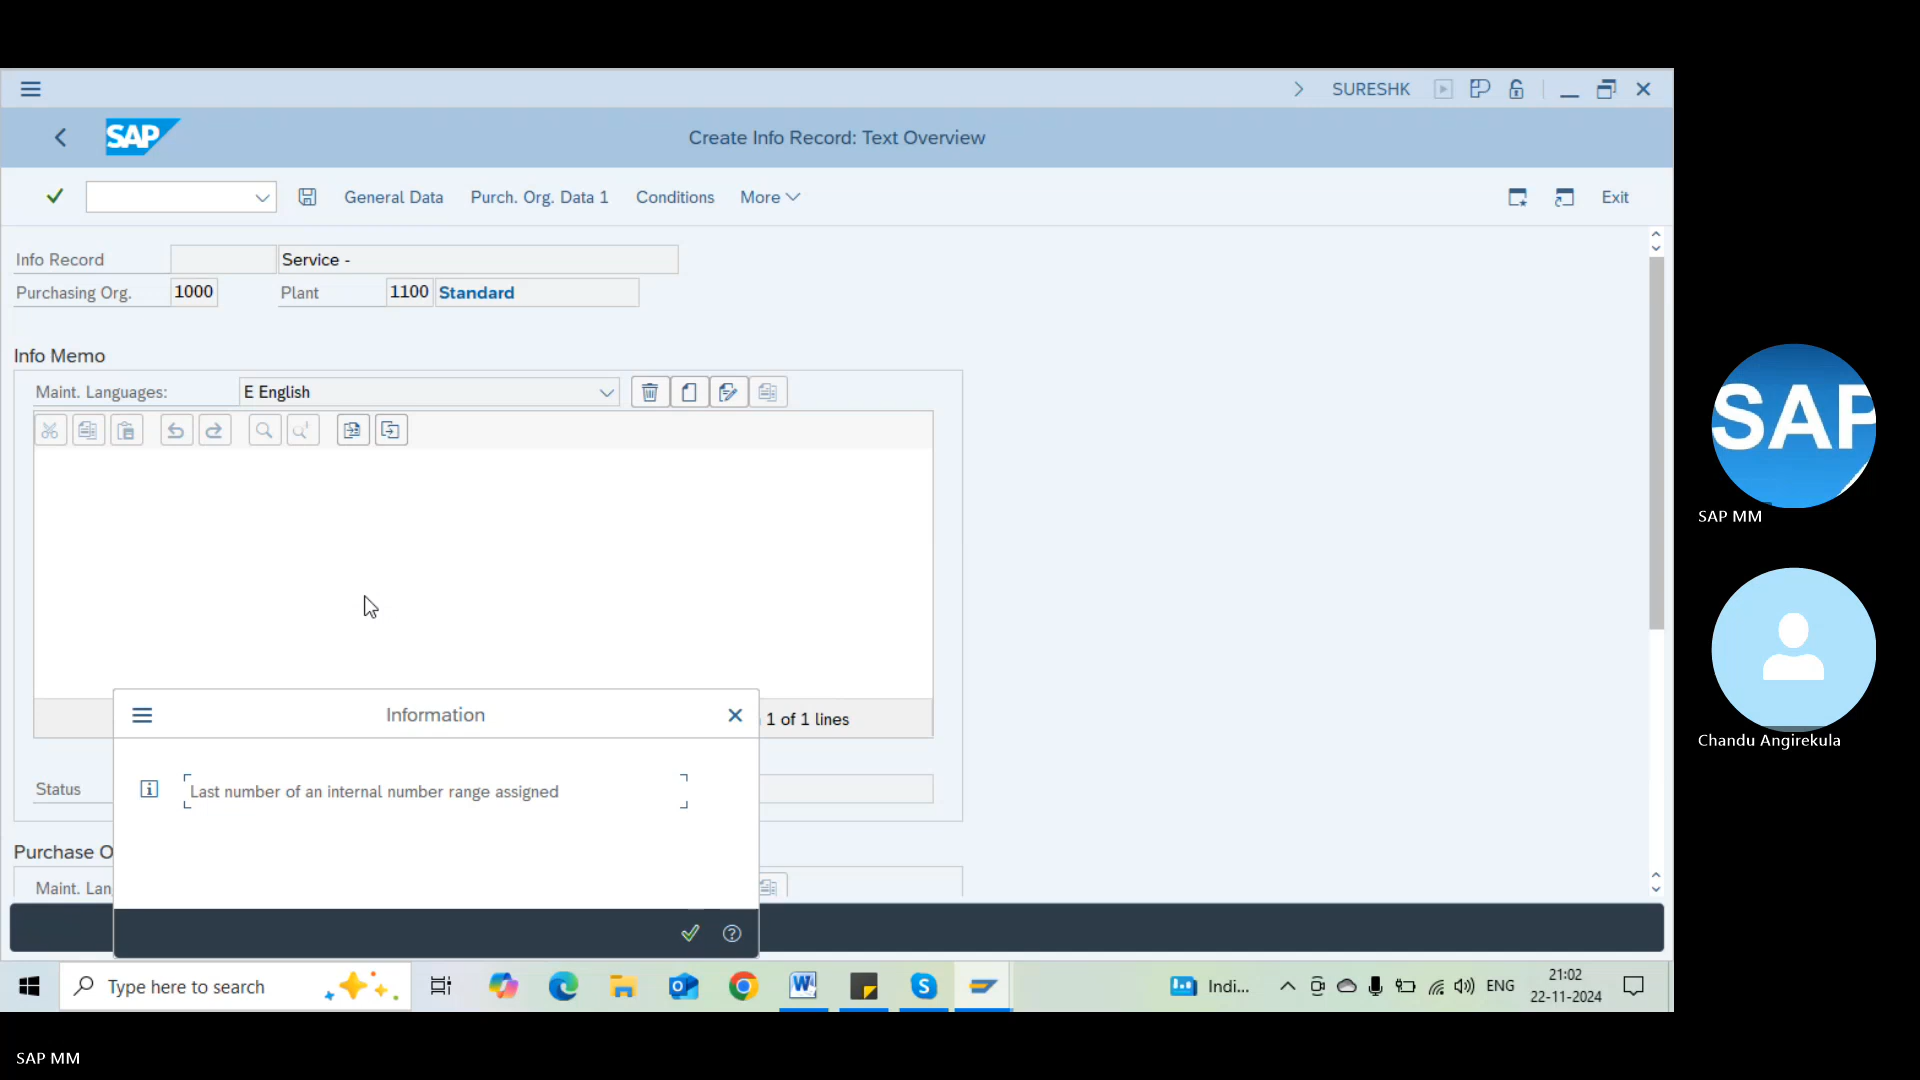 SURESHK
SAP
Create Info Record: Text Overview
General Data
Purch. Org. Data 1
Conditions
More
Exit
Info Record
Service -
Purchasing Org.
1000
Plant
1100
Standard
Info Memo
Maint. Languages:
E English
1 of 1 lines
Information
Last number of an internal number range assigned
Status
Purchase O
Maint. Lan
SAP
SAP MM
Chandu Angirekula
Type here to search
Indi...
ENG
21:02
22-11-2024
SAP MM